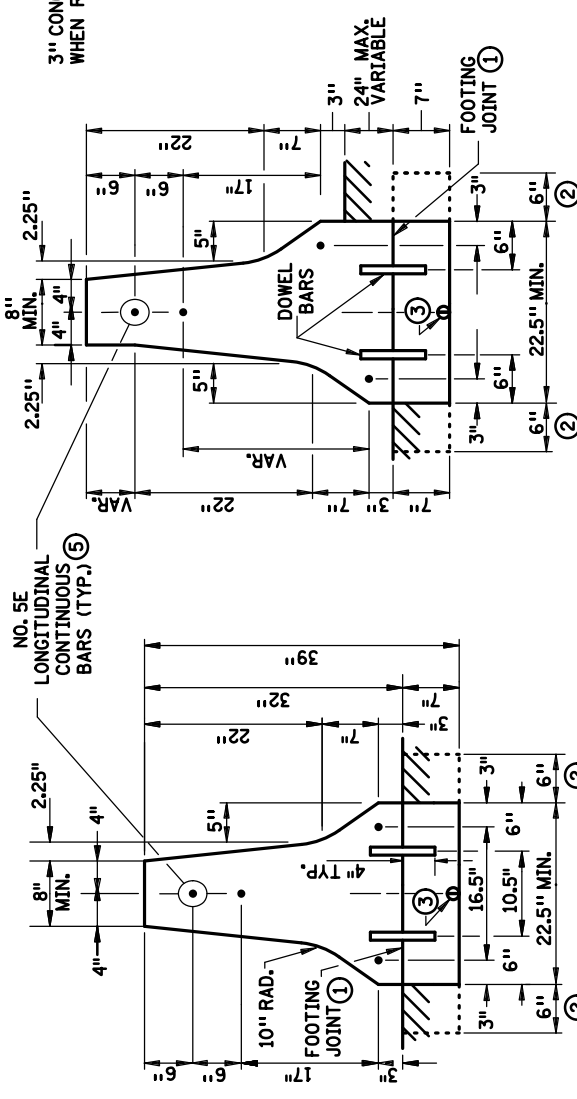 3" CONC
WHEN F
NO. 5E
LONGITUDINAL
CONTINUOUS
BARS (TYP.) 5
8"
MIN.
4"
4"
2.25"
10" RAD.
FOOTING
JOINT 1
4" TYP.
5"
6"
6"
17"
3"
22"
7"
3"
32"
7"
39"
3
16.5"
10.5"
3"
3"
6"
6"
6"
22.5" MIN.
6"
2
2
8"
MIN.
4"
4"
2.25"
2.25"
5"
5"
VAR.
22"
7"
3"
7"
VAR.
DOWEL
BARS
3
6"
6"
17"
22"
7"
3"
24" MAX.
VARIABLE
7"
FOOTING
JOINT 1
3"
3"
6"
6"
6"
22.5" MIN.
6"
2
2